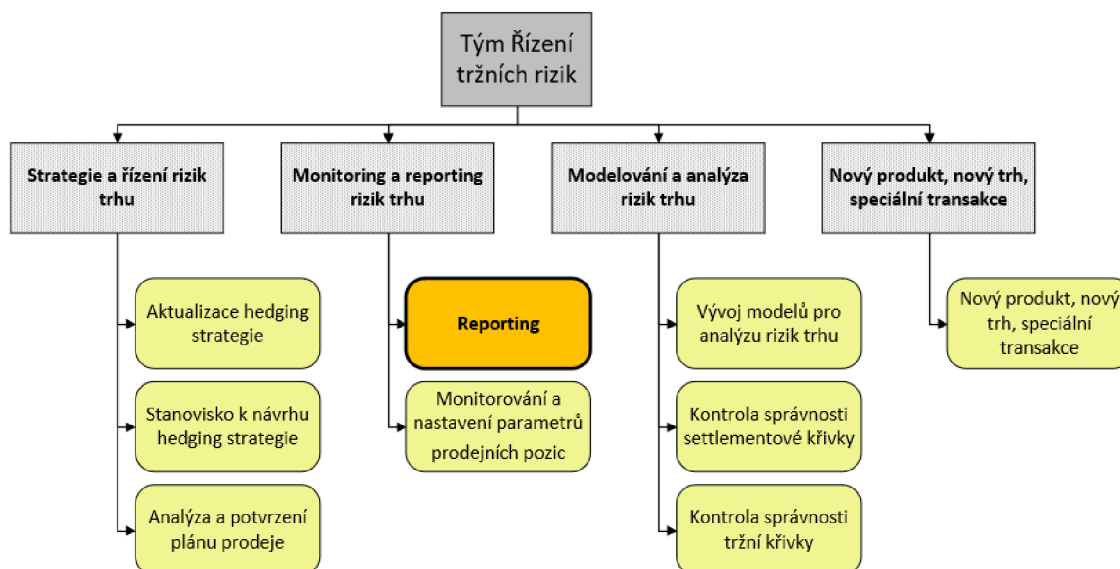 Tým Řízení
tržních rizik
Strategie a řízení rizik
trhu
Monitoring a reporting
rizik trhu
Modelování a analýza
rizik trhu
Nový produkt, nový trh,
speciální transakce
Aktualizace hedging
strategie
Stanovisko k návrhu
hedging strategie
Analýza a potvrzení
plánu prodeje
Reporting
Monitorování a
nastavení parametrů
prodejních pozic
Vývoj modelů pro
analýzu rizik trhu
Kontrola správnosti
settlementové křivky
Kontrola správnosti
tržní křivky
Nový produkt, nový
trh, speciální
transakce